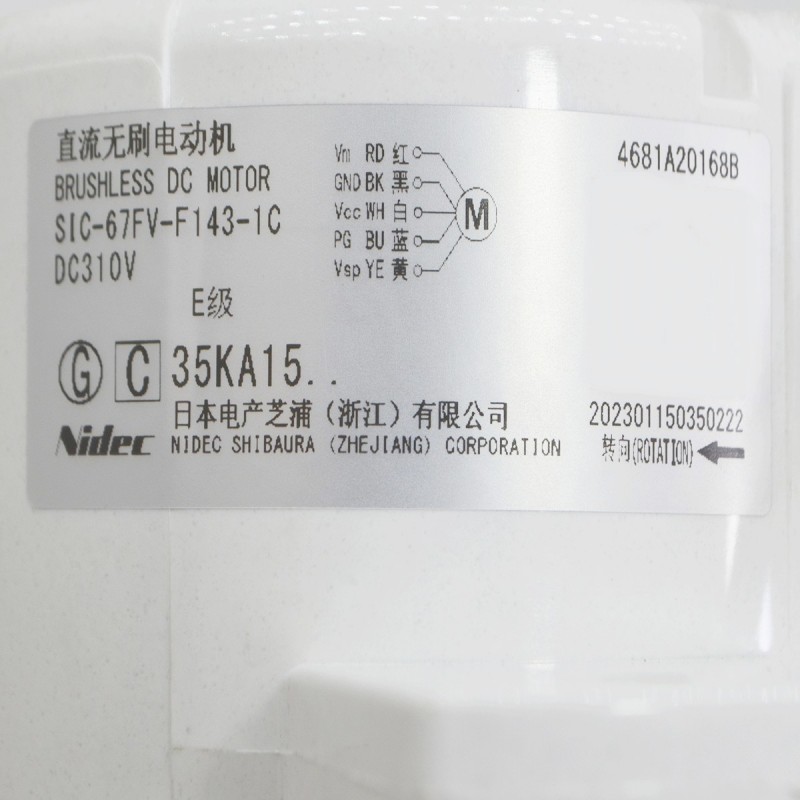 直流无刷电动机
BRUSHLESS DC MOTOR
SIC-67FV-F143-1C
DC310V
E级
Vm RD 红
GND BK 黑
Vcc WH 白
PG BU 蓝
Vsp YE 黄
M
4681A20168B
G C 35KA15..
日本电产芝浦（浙江）有限公司
Nidec NIDEC SHIBAURA (ZHEJIANG) CORPORATION
202301150350222
转向(ROTATION)